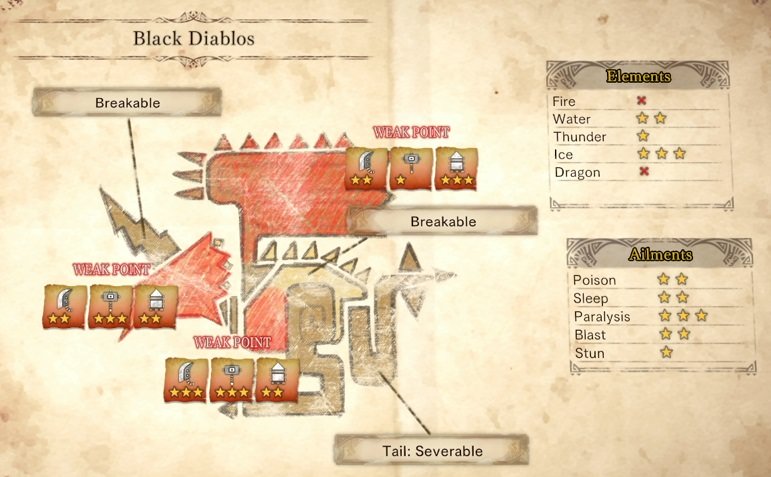 Black Diablos
Breakable
Elements
Fire
Water
Thunder
Ice
Dragon
WEAK POINT
Breakable
WEAK POINT
WEAK POINT
Ailments
Poison
Sleep
Paralysis
Blast
Stun
Tail: Severable